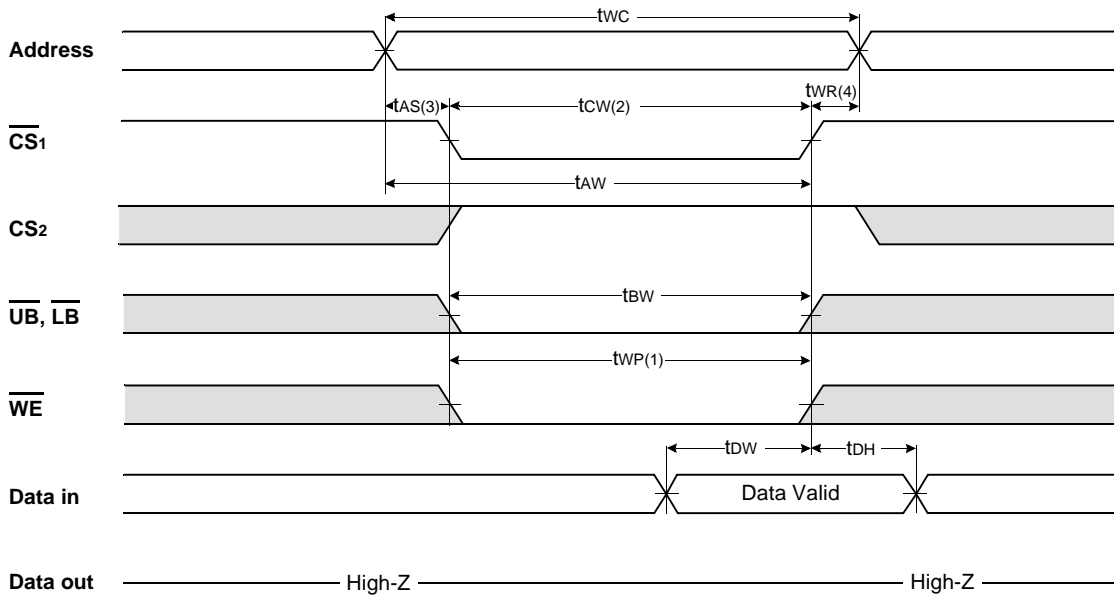 tWC
Address
tAS(3) tCW(2) tWR(4)
CS1
tAW
CS2
tBW
UB, LB
tWP(1)
WE
tDW tDH
Data in Data Valid
Data out High-Z High-Z